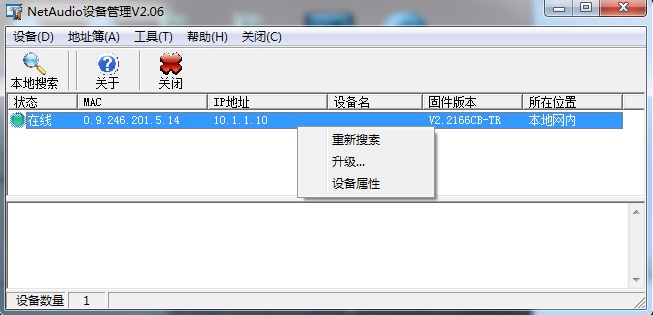 NetAudio设备管理V2.06
设备(D) 地址簿(A) 工具(T) 帮助(H) 关闭(C)
本地搜索 关于 关闭
状态 MAC IP地址 设备名 固件版本 所在位置
在线 0.9.246.201.5.14 10.1.1.10 V2.2166CB-TR 本地网内
重新搜索
升级...
设备属性
设备数量 1